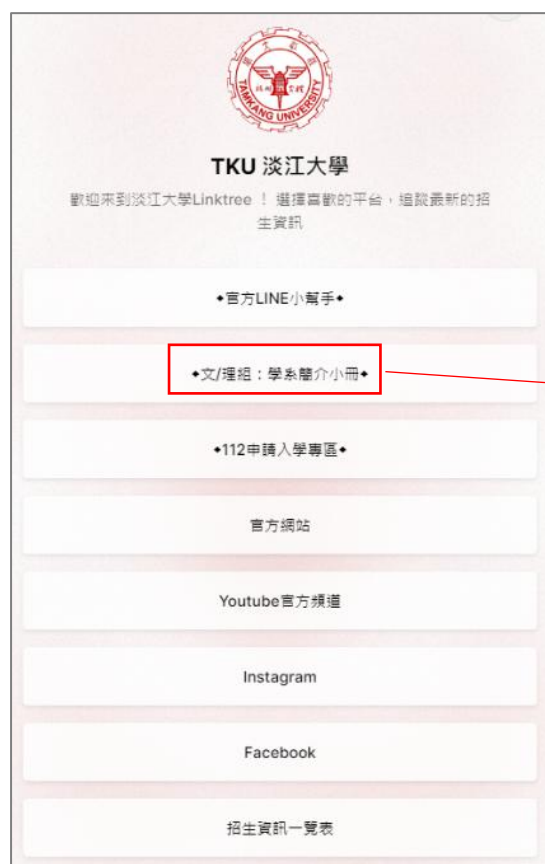 TAMKANG UNIVERSITY
TKU 淡江大學
歡迎來到淡江大學Linktree ! 選擇喜歡的平台，追蹤最新的招
生資訊
◆官方LINE小幫手◆
◆文/理組：學系簡介小冊◆
◆112申請入學專區◆
官方網站
Youtube官方頻道
Instagram
Facebook
招生資訊一覽表